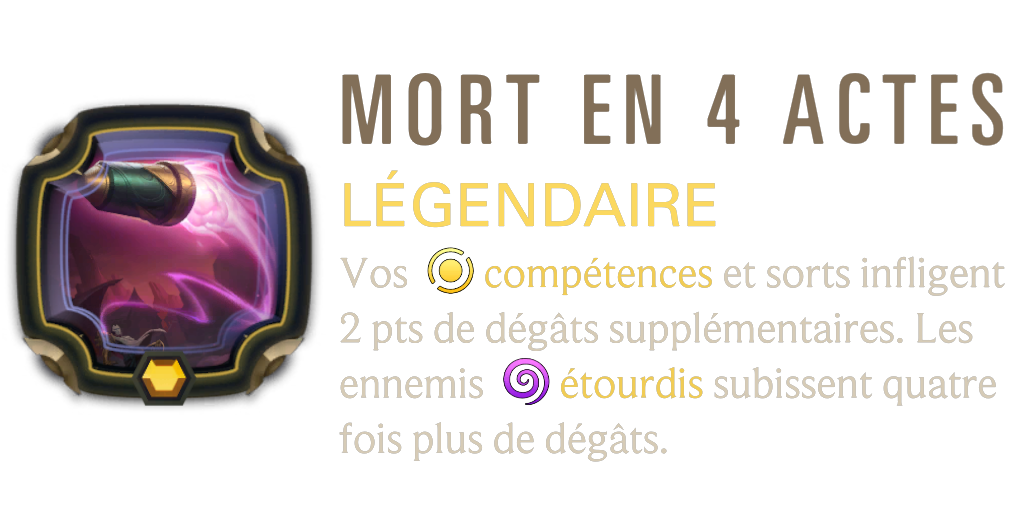 MORT EN 4 ACTES
LÉGENDAIRE
Vos compétences et sorts infligent
2 pts de dégâts supplémentaires. Les
ennemis étourdis subissent quatre
fois plus de dégâts.